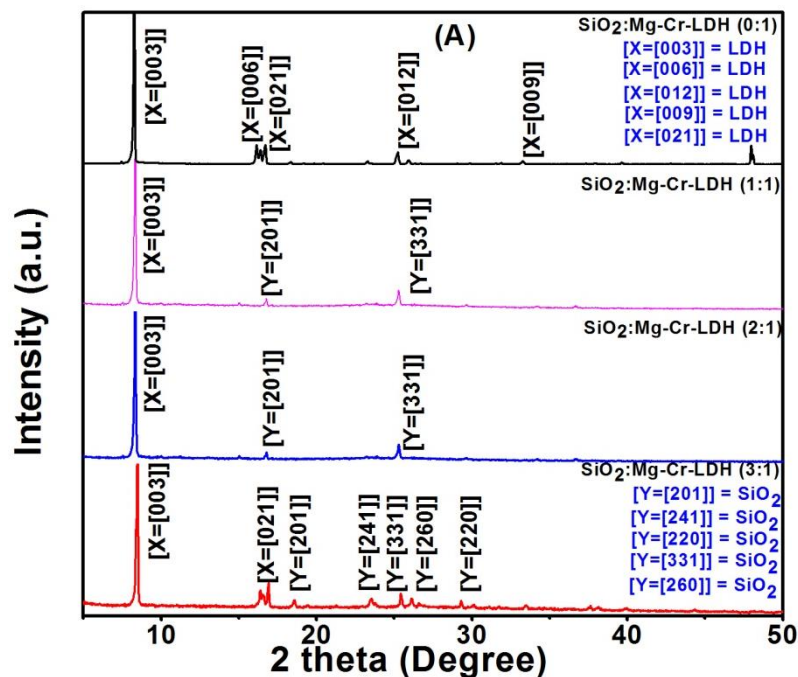 (A)
SiO2:Mg-Cr-LDH (0:1)
[X=[003]] = LDH
[X=[006]] = LDH
[X=[012]] = LDH
[X=[009]] = LDH
[X=[021]] = LDH
[X=[003]]
[X=[006]]
[X=[021]]
[X=[012]]
[X=[009]]
SiO2:Mg-Cr-LDH (1:1)
[X=[003]]
[Y=[201]]
[Y=[331]]
SiO2:Mg-Cr-LDH (2:1)
[X=[003]]
[Y=[201]]
[Y=[331]]
SiO2:Mg-Cr-LDH (3:1)
[Y=[201]] = SiO2
[Y=[241]] = SiO2
[Y=[220]] = SiO2
[Y=[331]] = SiO2
[Y=[260]] = SiO2
[X=[003]]
[X=[021]]
[Y=[201]]
[Y=[241]]
[Y=[331]]
[Y=[260]]
[Y=[220]]
Intensity (a.u.)
10 20 30 40 50
2 theta (Degree)